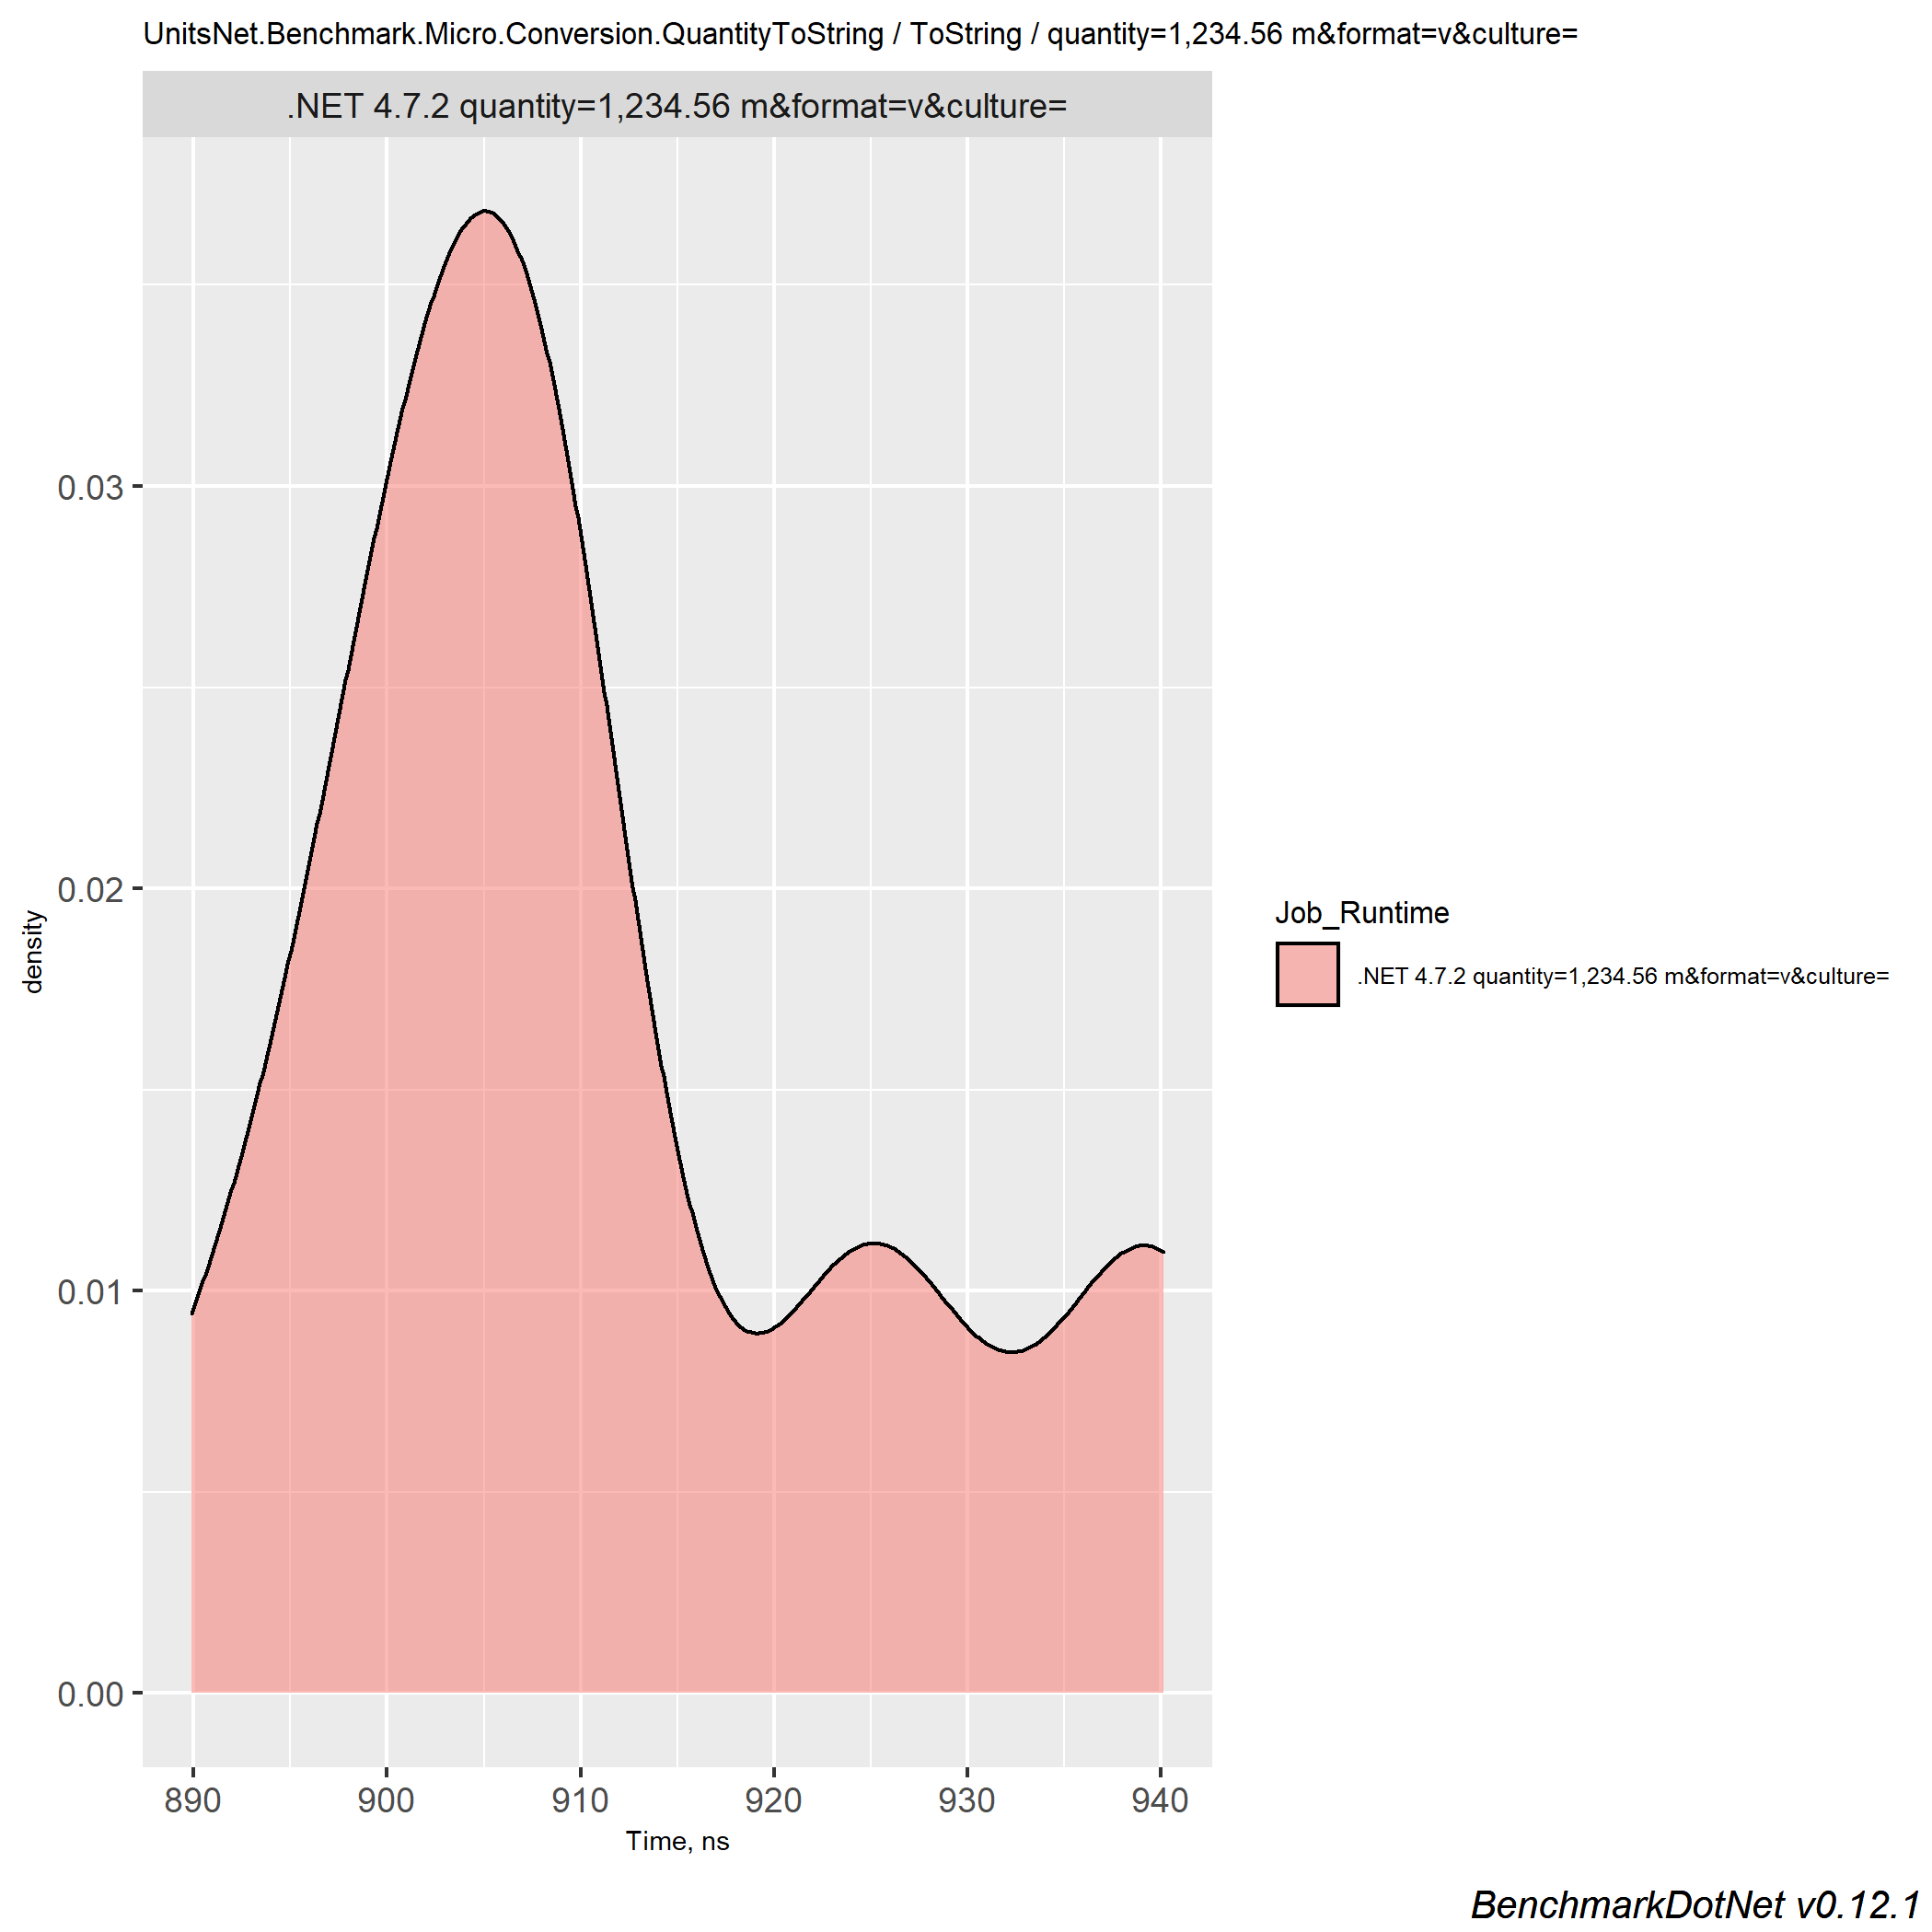 UnitsNet.Benchmark.Micro.Conversion.QuantityToString / ToString / quantity=1,234.56 m&format=v&culture=
.NET 4.7.2 quantity=1,234.56 m&format=v&culture=
0.03
0.02
0.01
0.00
density
890 900 910 920 930 940
Time, ns
Job_Runtime
.NET 4.7.2 quantity=1,234.56 m&format=v&culture=
BenchmarkDotNet v0.12.1